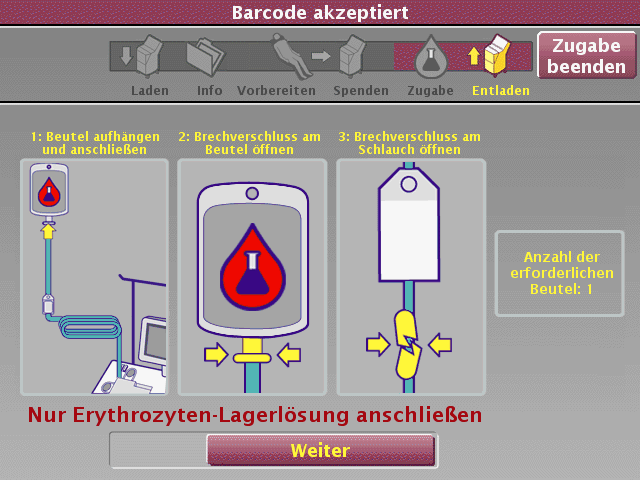 Barcode akzeptiert
Laden Info Vorbereiten Spenden Zugabe Entladen
Zugabe
beenden
1: Beutel aufhängen
und anschließen
2: Brechverschluss am
Beutel öffnen
3: Brechverschluss am
Schlauch öffnen
Anzahl der
erforderlichen
Beutel: 1
Nur Erythrozyten-Lagerlösung anschließen
Weiter